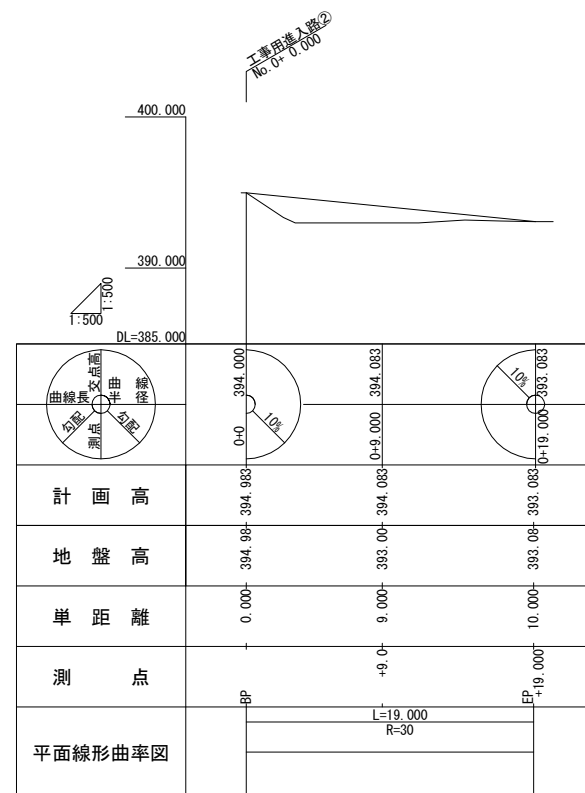 工事用進入路②
No. 0+ 0.000
400.000
390.000
1:500
1:500
DL=385.000
交点高
曲線長
曲線
半径
勾配
測点
勾配
394.000
0+0
10%
394.083
0+9.000
10%
393.083
0+19.000
計画高
394.983
394.083
393.083
地盤高
394.98
393.00
393.08
単距離
0.000
9.000
10.000
測点
BP
+9.0
EP
+19.000
平面線形曲率図
L=19.000
R=30